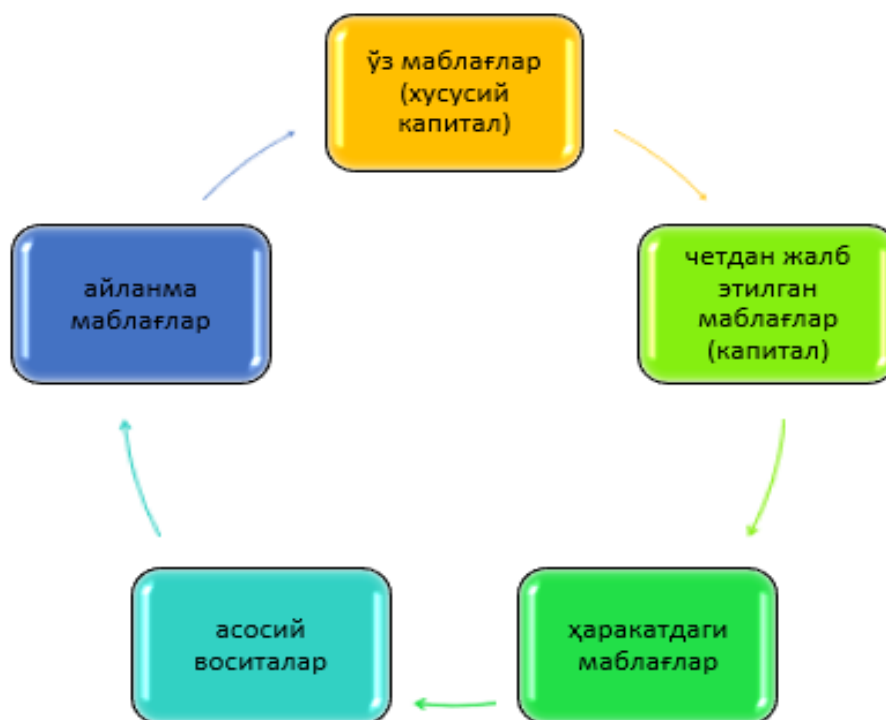 ўз маблағлар
(хусусий
капитал)
четдан жалб
этилган
маблағлар
(капитал)
ҳаракатдаги
маблағлар
асосий
воситалар
айланма
маблағлар